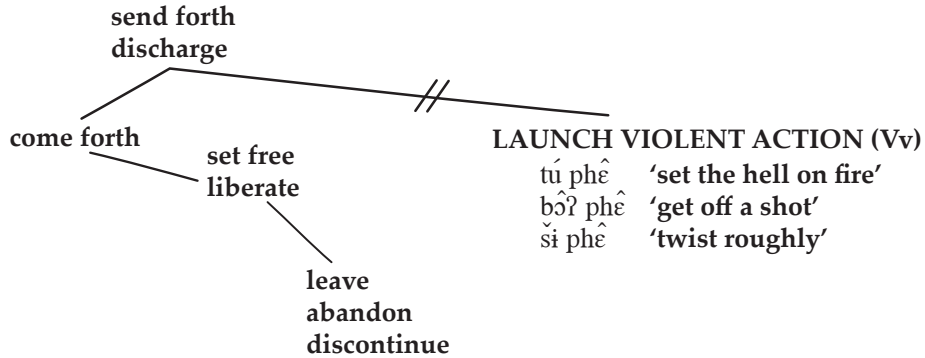 send forth
discharge
come forth
set free
liberate
LAUNCH VIOLENT ACTION (Vv)
tú phɛ̂ ‘set the hell on fire’
bɔ̂ʔ phɛ̂ ‘get off a shot’
šɨ phɛ̂ ‘twist roughly’
leave
abandon
discontinue